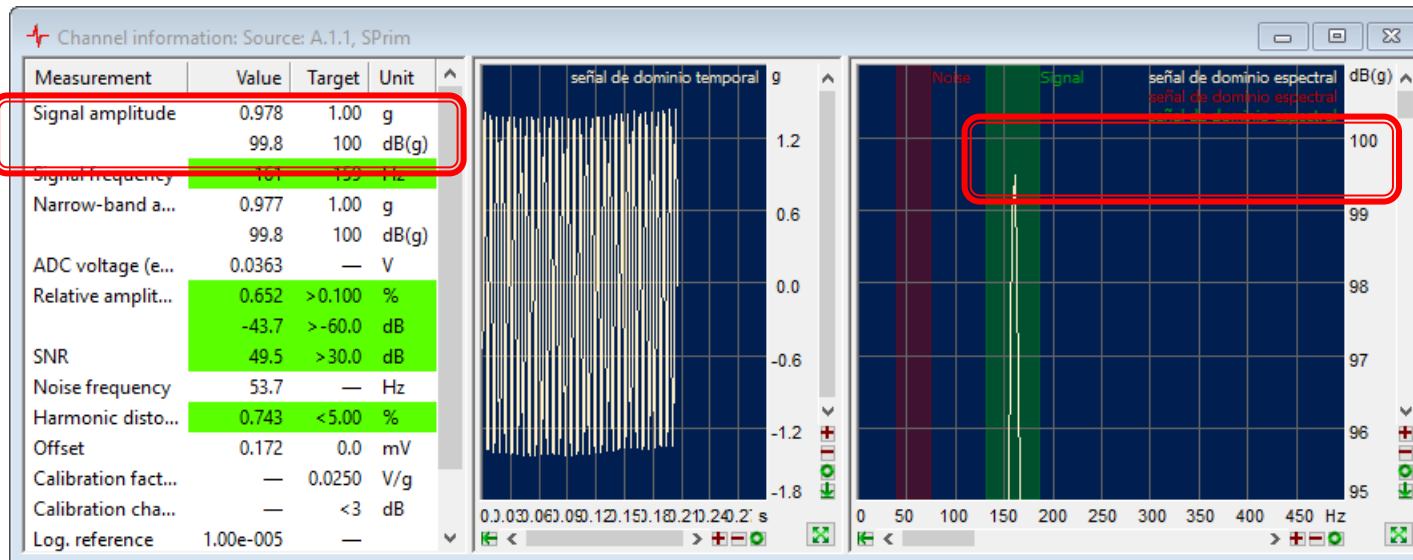 Channel information: Source: A.1.1, SPrim
Measurement Value Target Unit
Signal amplitude 0.978 1.00 g
99.8 100 dB(g)
Signal frequency 161 159 Hz
Narrow-band a... 0.977 1.00 g
99.8 100 dB(g)
ADC voltage (e... 0.0363 — V
Relative amplit... 0.652 >0.100 %
-43.7 >-60.0 dB
SNR 49.5 >30.0 dB
Noise frequency 53.7 — Hz
Harmonic disto... 0.743 <5.00 %
Offset 0.172 0.0 mV
Calibration fact... — 0.0250 V/g
Calibration cha... — <3 dB
Log. reference 1.00e-005 —
señal de dominio temporal g
1.2
0.6
0.0
-0.6
-1.2
-1.8
s
Noise Signal señal de dominio espectral dB(g)
señal de dominio espectral
señal de dominio espectral
100
99
98
97
96
95
0 50 100 150 200 250 300 350 400 450 Hz